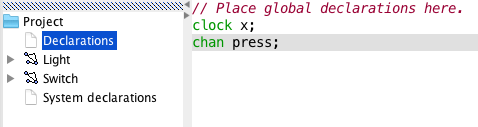 Project
Declarations
Light
Switch
System declarations
// Place global declarations here.
clock x;
chan press;